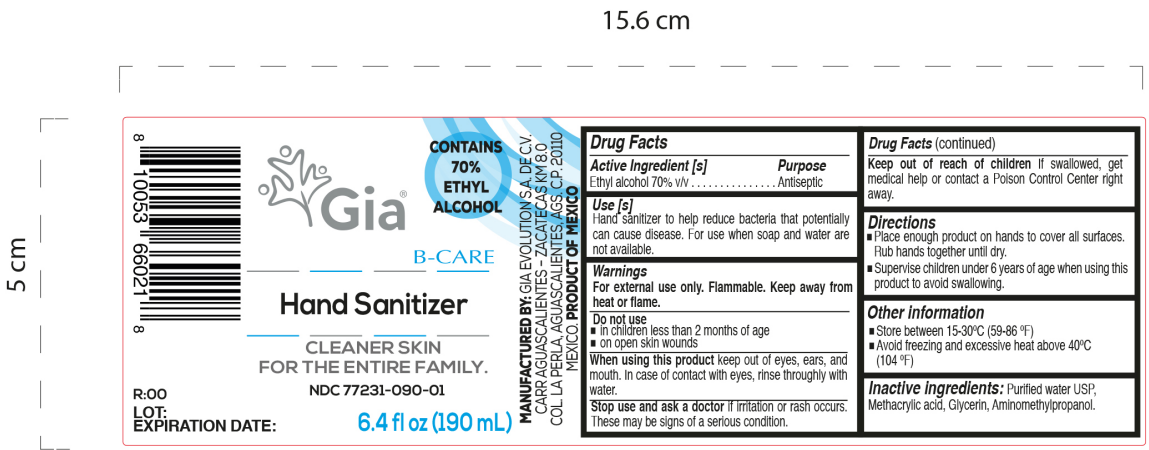 15.6 cm
5 cm
8 10053 66021 8
Gia®
CONTAINS
70%
ETHYL
ALCOHOL
B-CARE
Hand Sanitizer
CLEANER SKIN
FOR THE ENTIRE FAMILY.
NDC 77231-090-01
R:00
LOT:
EXPIRATION DATE:
6.4 fl oz (190 mL)
MANUFACTURED BY: GIA EVOLUTION S.A. DE C.V.
CARR AGUASCALIENTES – ZACATECAS KM 8.0
COL. LA PERLA, AGUASCALIENTES, AGS. C.P. 20110
MEXICO. PRODUCT OF MEXICO
Drug Facts
Active Ingredient [s] Purpose
Ethyl alcohol 70% v/v . . . . . . . . . . . . . . . Antiseptic
Use [s]
Hand sanitizer to help reduce bacteria that potentially
can cause disease. For use when soap and water are
not available.
Warnings
For external use only. Flammable. Keep away from
heat or flame.
Do not use
▪ in children less than 2 months of age
▪ on open skin wounds
When using this product keep out of eyes, ears, and
mouth. In case of contact with eyes, rinse throughly with
water.
Stop use and ask a doctor if irritation or rash occurs.
These may be signs of a serious condition.
Drug Facts (continued)
Keep out of reach of children If swallowed, get
medical help or contact a Poison Control Center right
away.
Directions
▪ Place enough product on hands to cover all surfaces.
Rub hands together until dry.
▪ Supervise children under 6 years of age when using this
product to avoid swallowing.
Other information
▪ Store between 15-30ºC (59-86 ºF)
▪ Avoid freezing and excessive heat above 40ºC
(104 ºF)
Inactive ingredients: Purified water USP,
Methacrylic acid, Glycerin, Aminomethylpropanol.